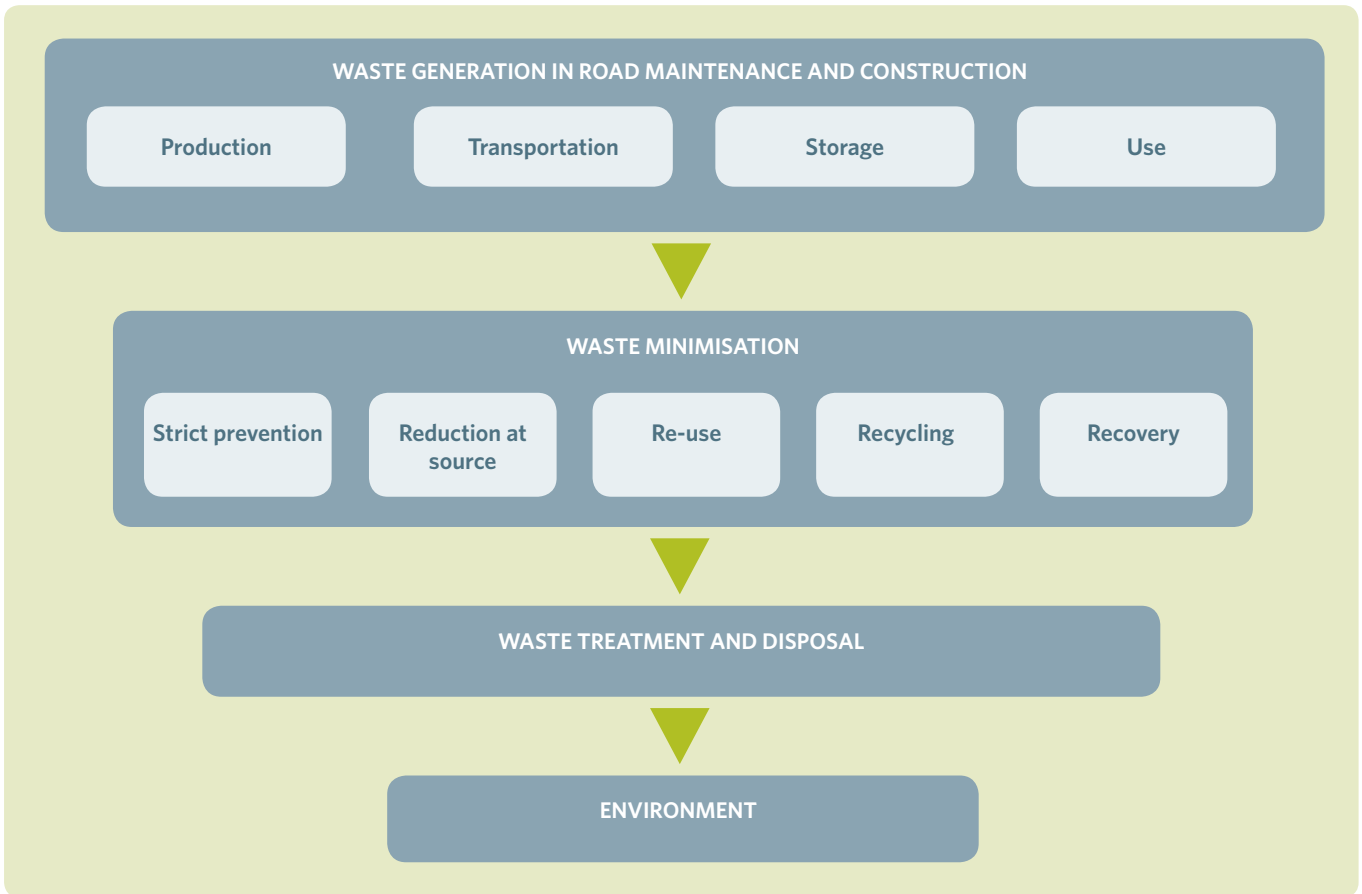 WASTE GENERATION IN ROAD MAINTENANCE AND CONSTRUCTION
Production
Transportation
Storage
Use
WASTE MINIMISATION
Strict prevention
Reduction at
source
Re-use
Recycling
Recovery
WASTE TREATMENT AND DISPOSAL
ENVIRONMENT